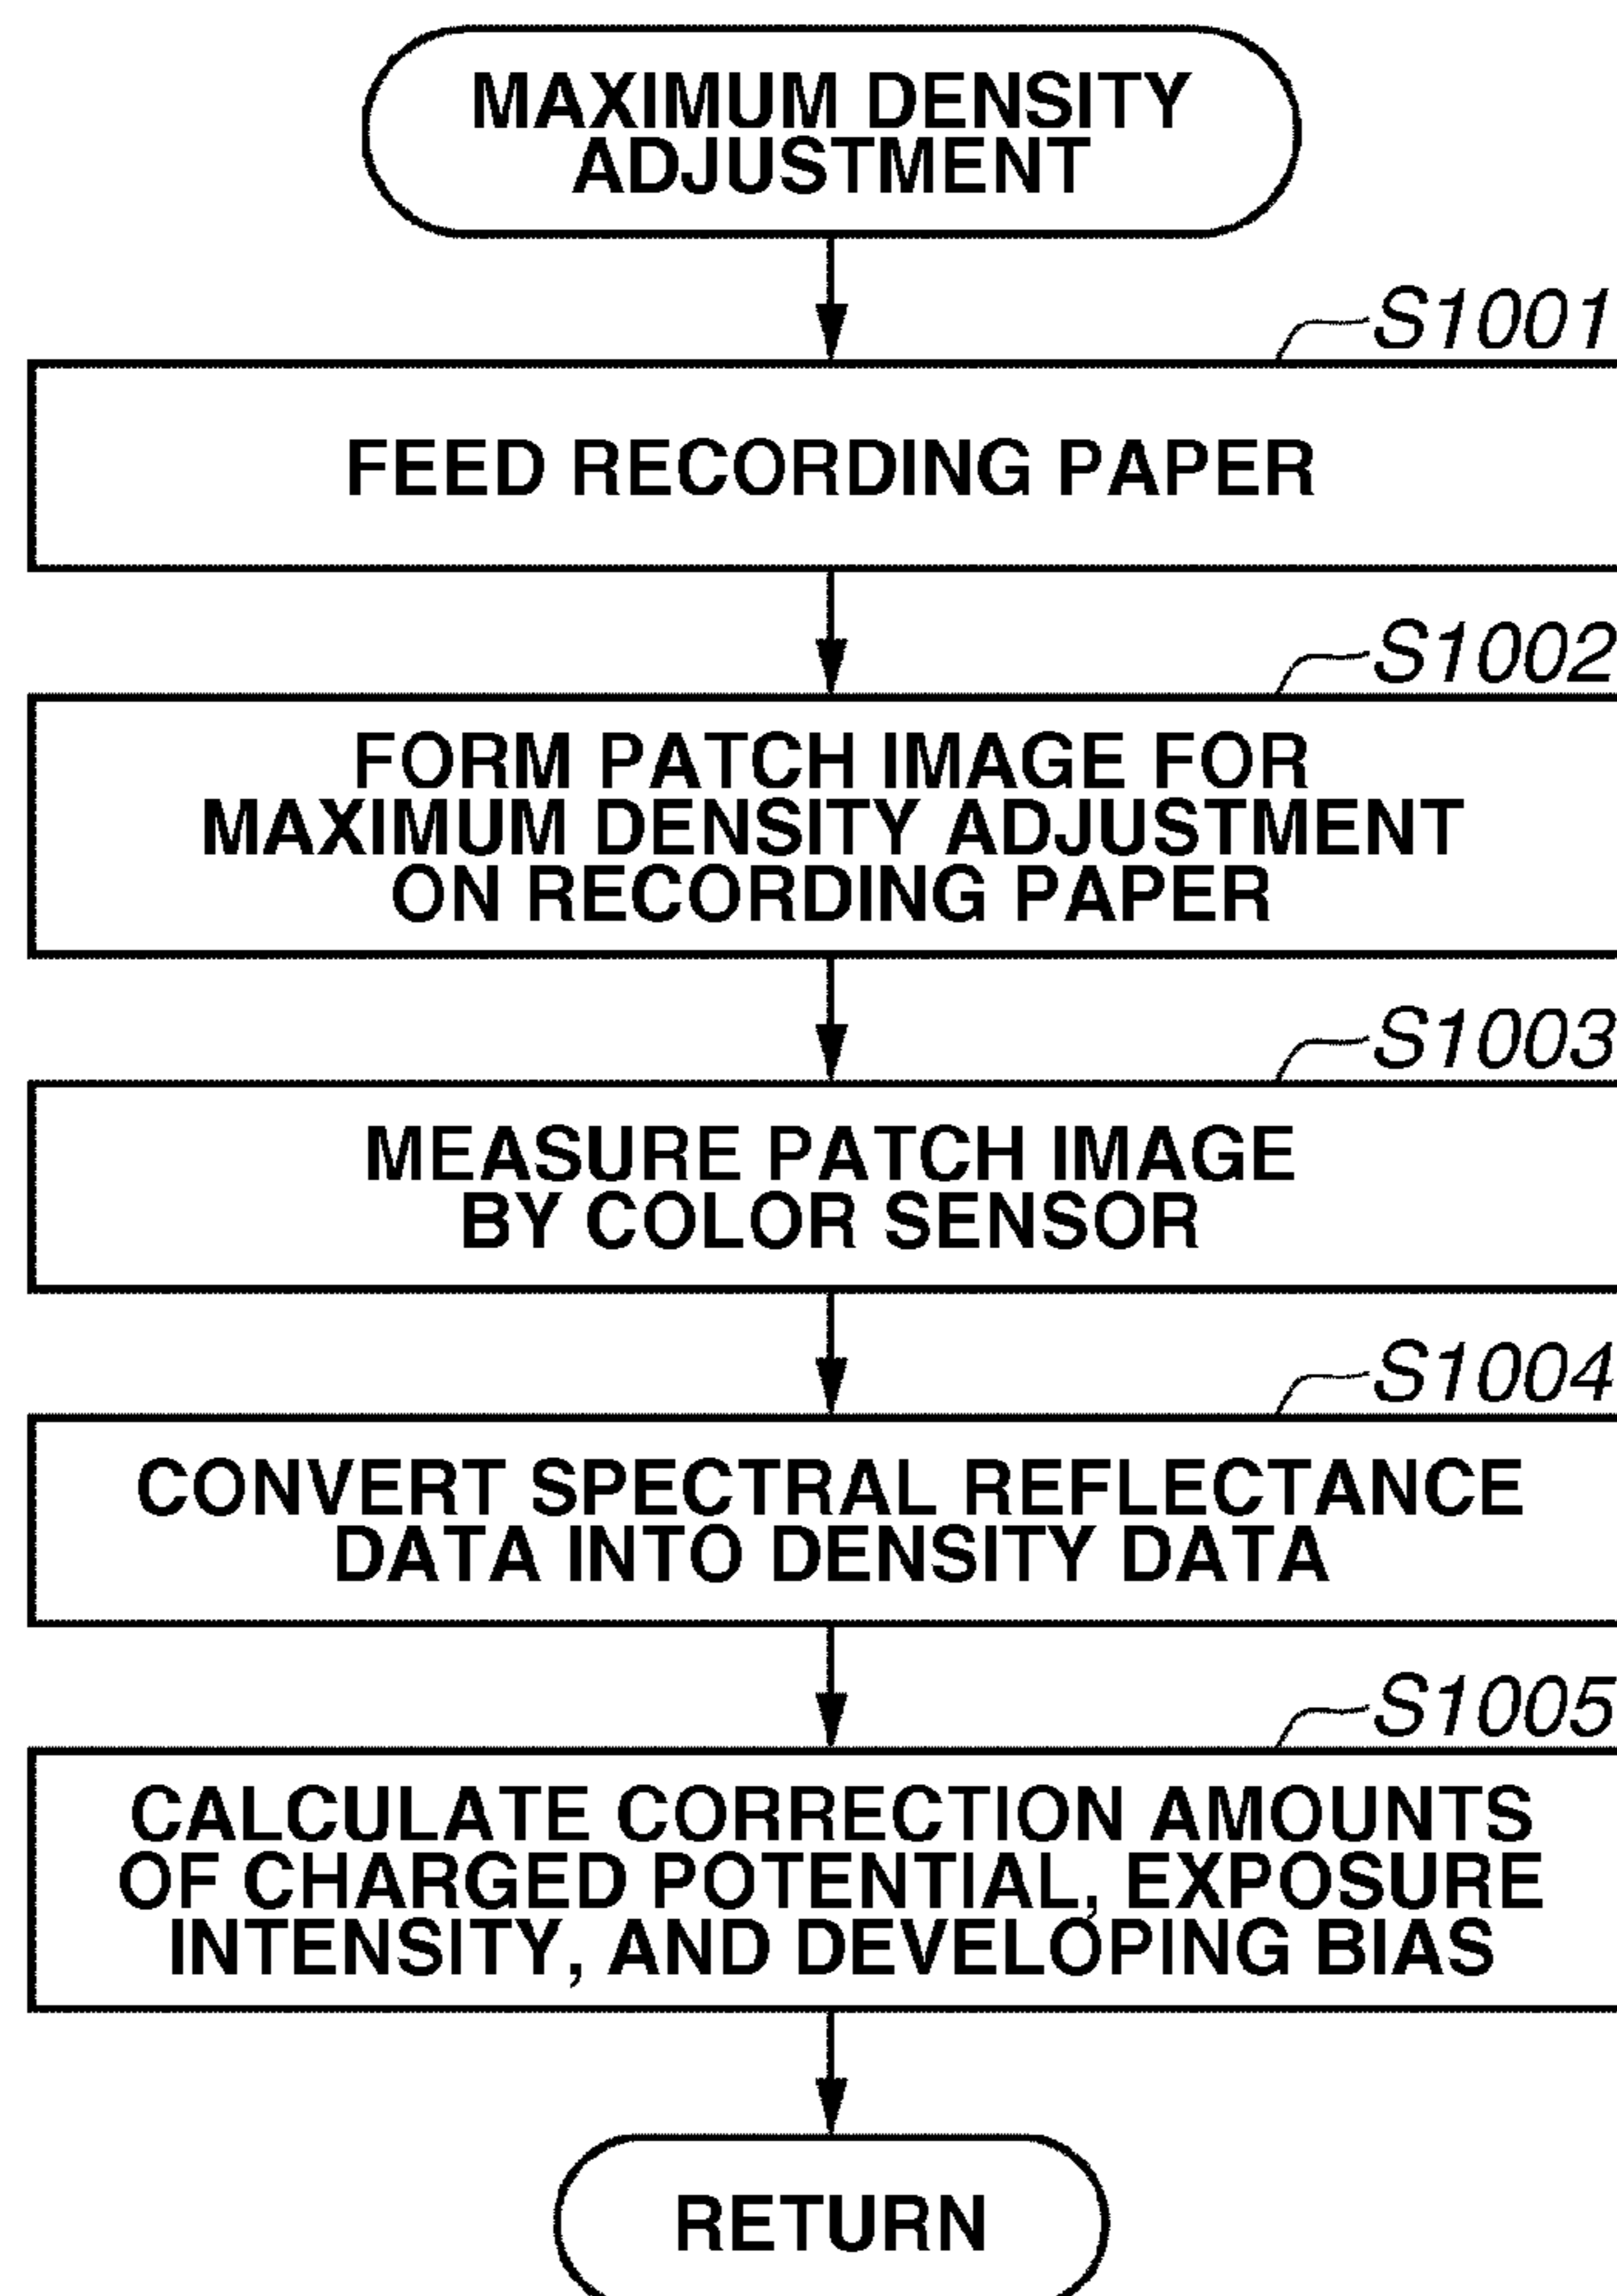 MAXIMUM DENSITY
ADJUSTMENT
S1001
FEED RECORDING PAPER
S1002
FORM PATCH IMAGE FOR
MAXIMUM DENSITY ADJUSTMENT
ON RECORDING PAPER
S1003
MEASURE PATCH IMAGE
BY COLOR SENSOR
S1004
CONVERT SPECTRAL REFLECTANCE
DATA INTO DENSITY DATA
S1005
CALCULATE CORRECTION AMOUNTS
OF CHARGED POTENTIAL, EXPOSURE
INTENSITY, AND DEVELOPING BIAS
RETURN